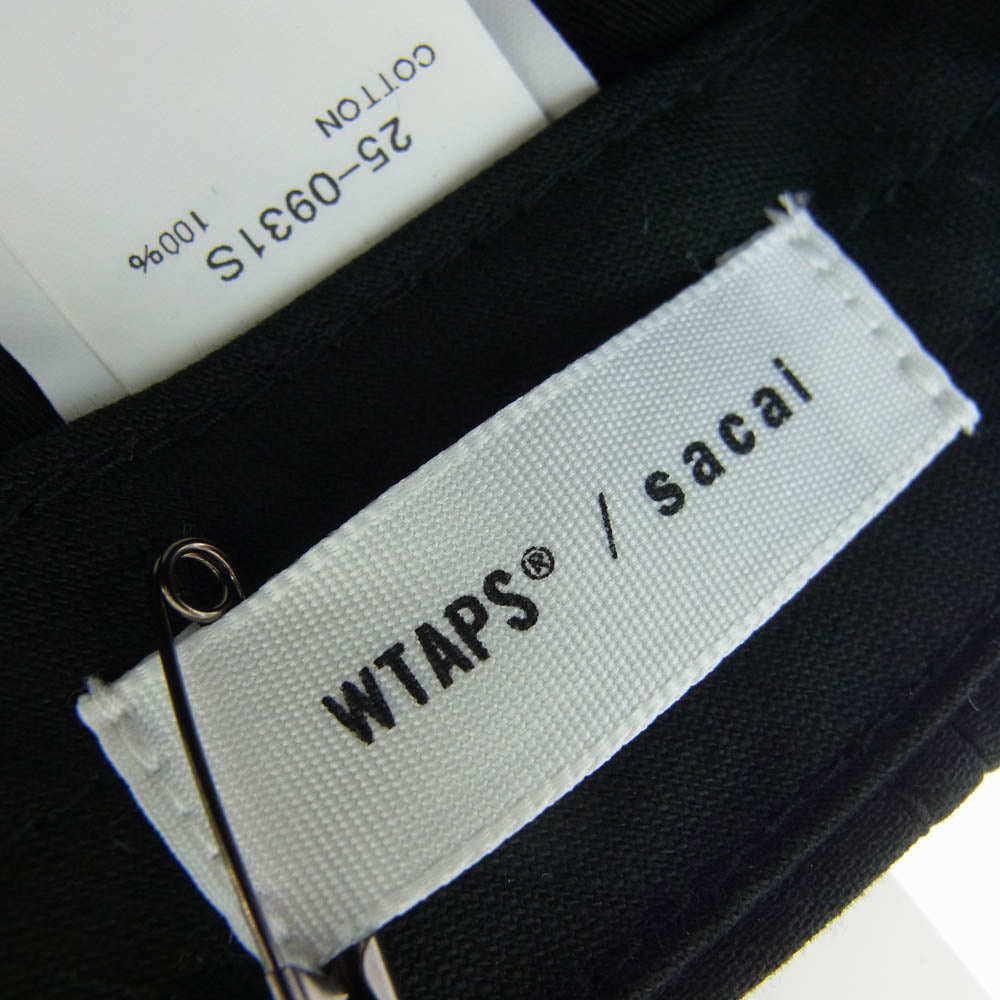 25-0931S
COTTON 100%
WTAPS® / sacai